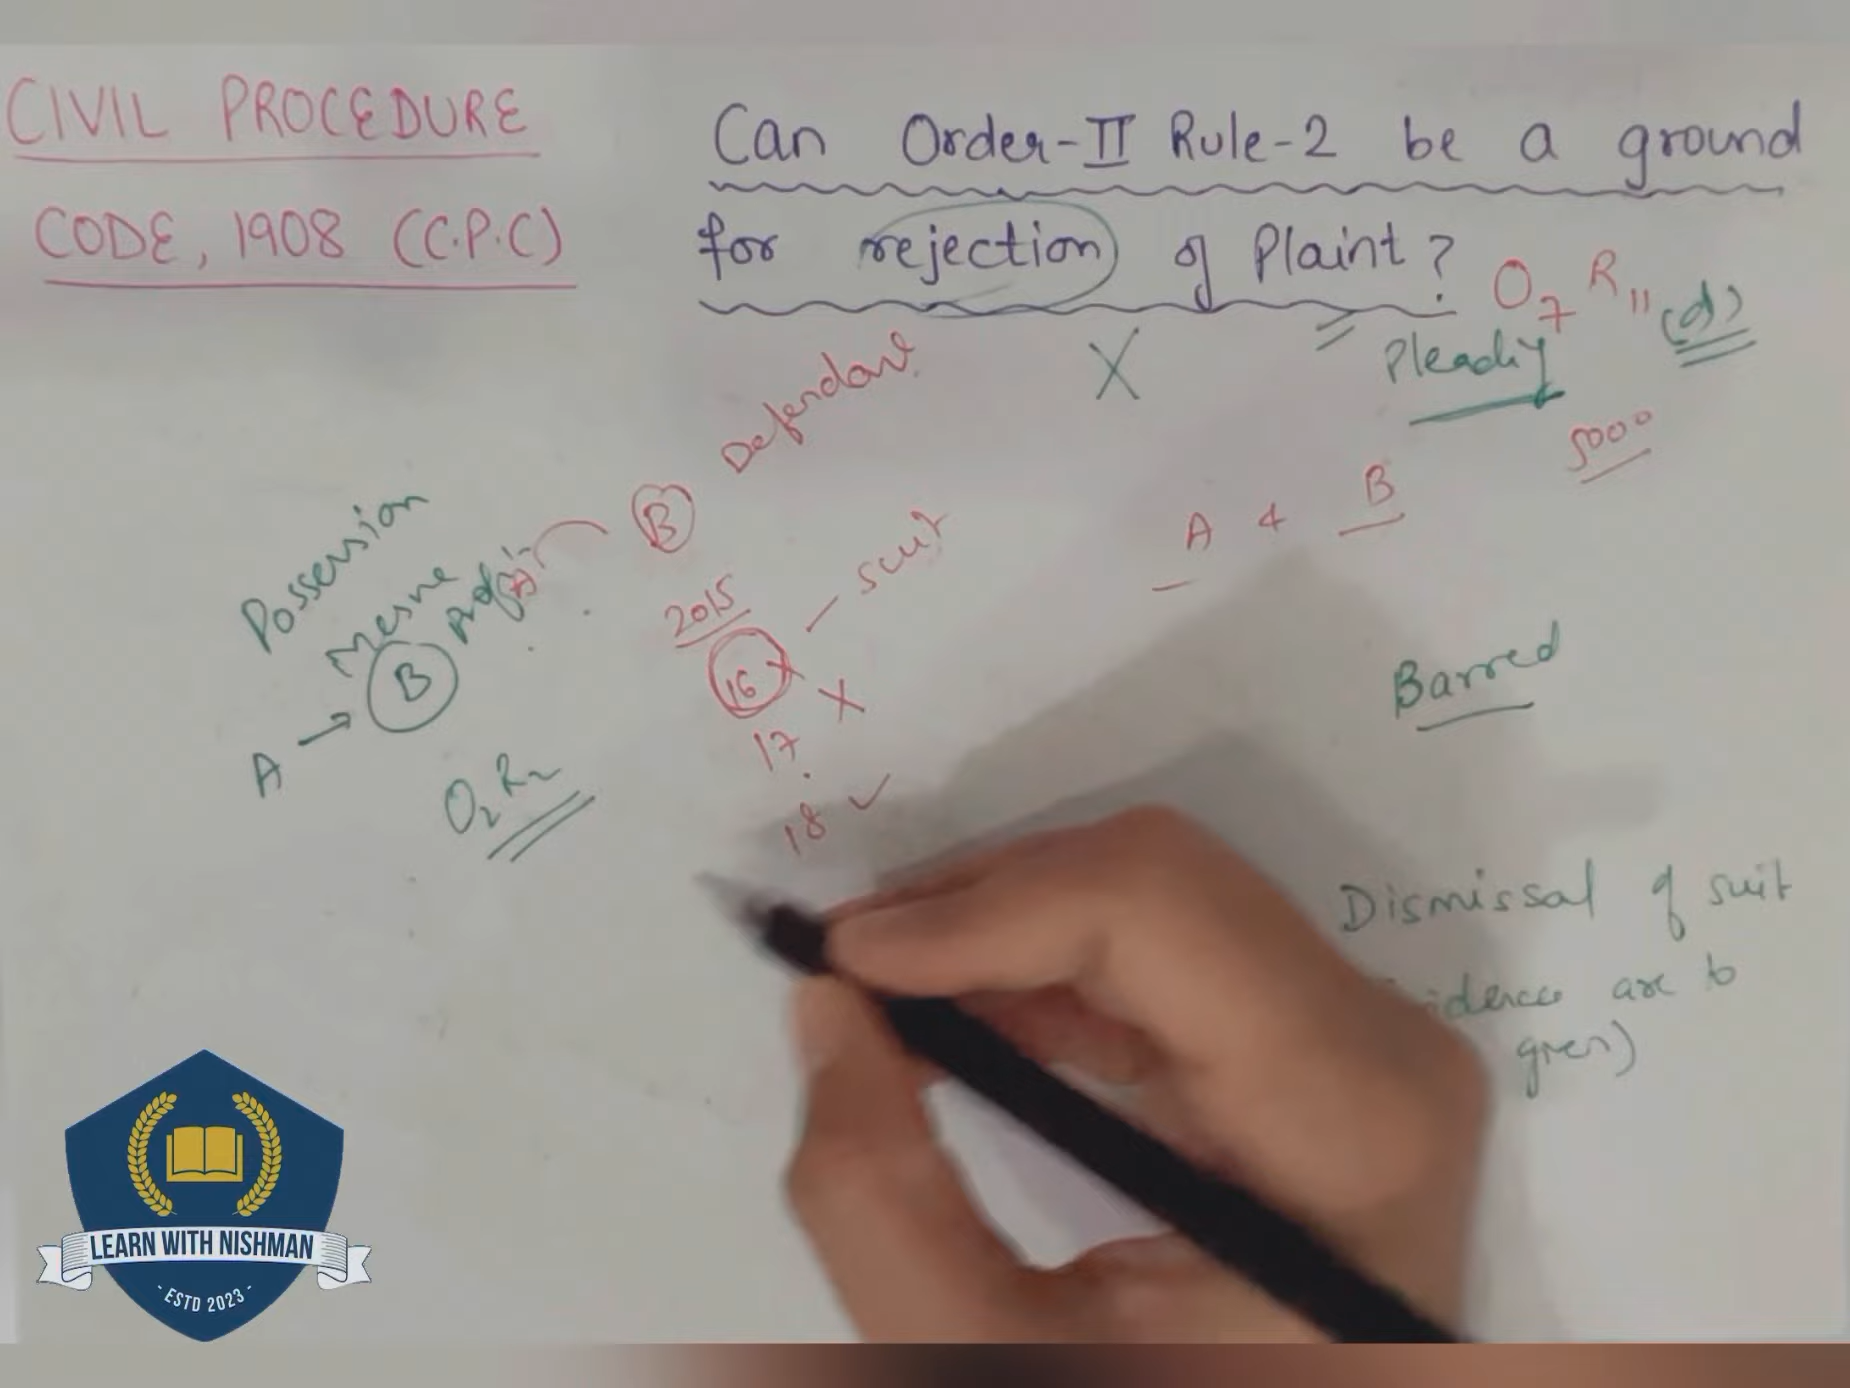 CIVIL PROCEDURE
CODE, 1908 (C.P.C)
Can Order-II Rule-2 be a ground
for rejection of Plaint?
O7 R11 (d)
Pleadig
X
Defendant
5000
B
A & B
Possession
Mesne
suit
2015
16 X
X
17
18 ✓
A → B
O2 R2
Barred
Dismissal of suit
are to
LEARN WITH NISHMAN
· ESTD 2023 ·